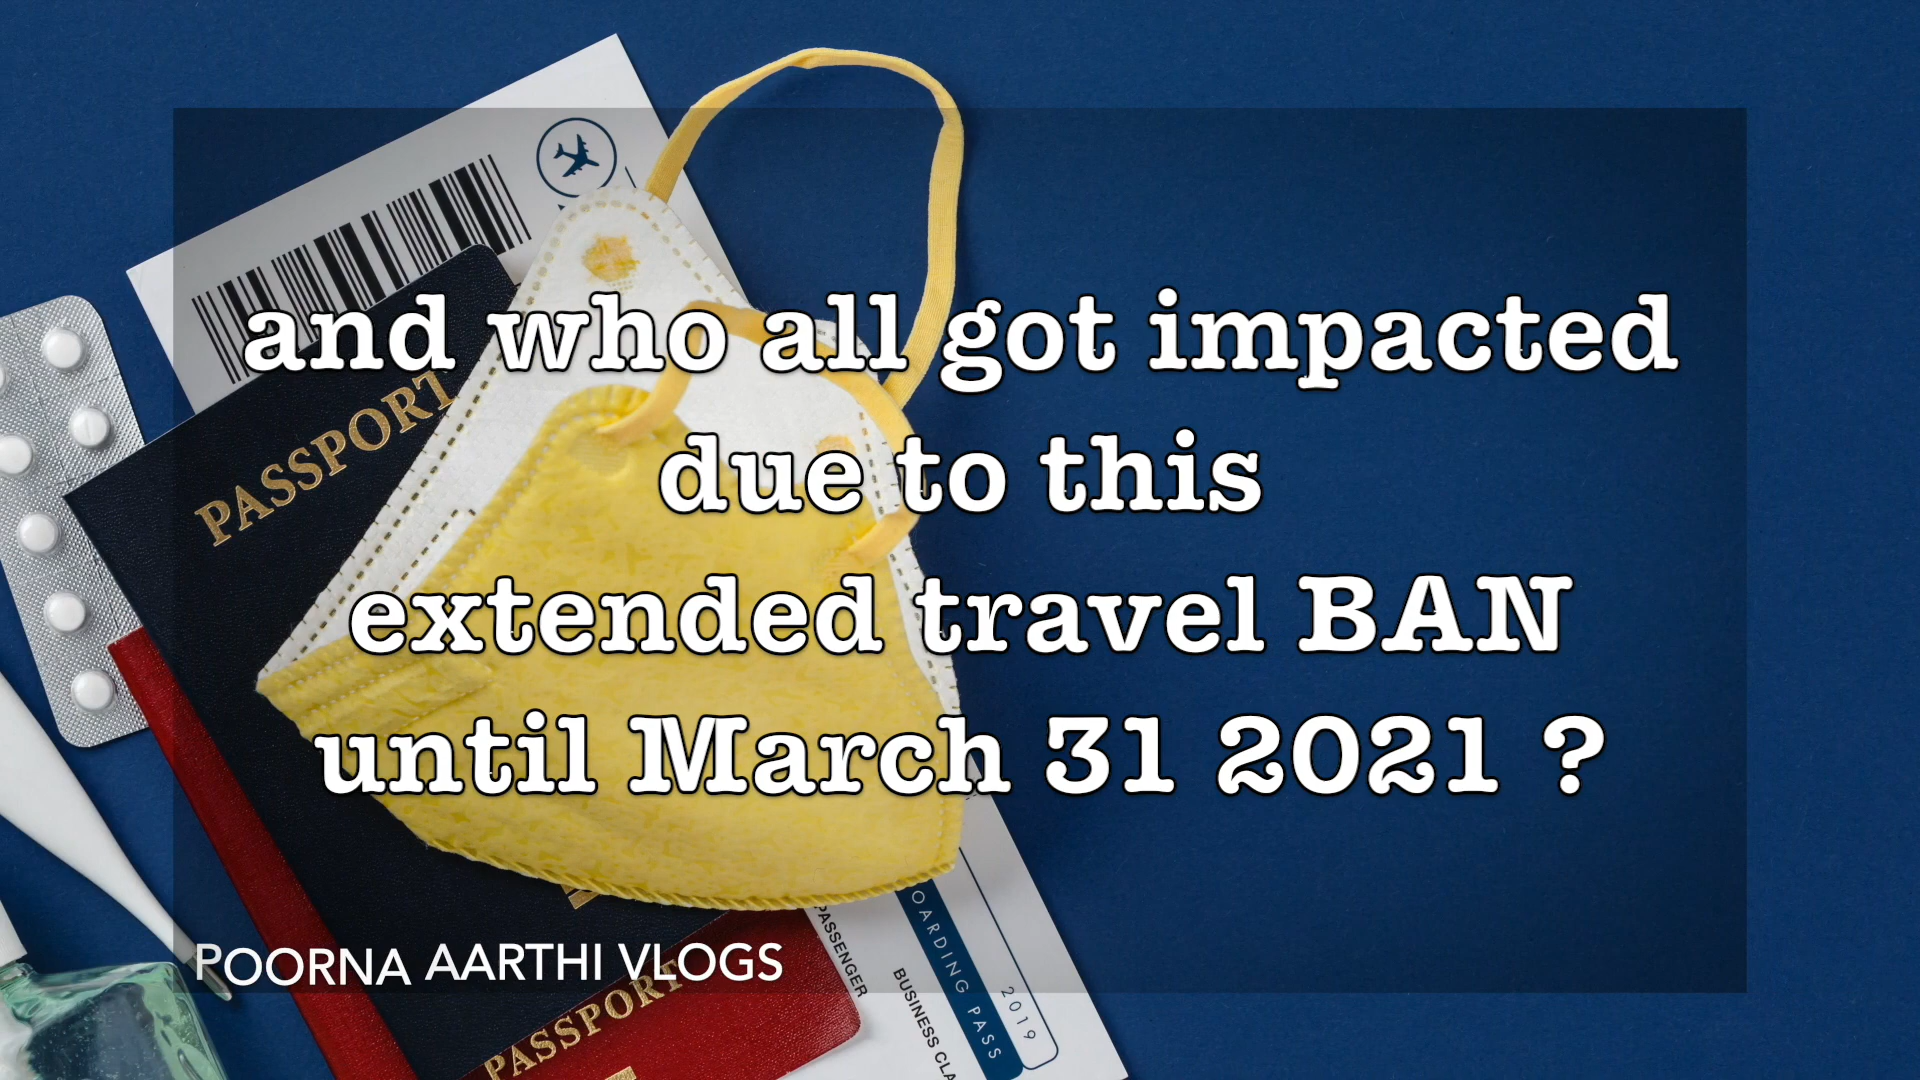 and who all got impacted
due to this
extended travel BAN
until March 31 2021 ?
POORNA AARTHI VLOGS
PASSPORT
PASSPORT
PASSENGER
BUSINESS CLA
OARDING PASS
2019